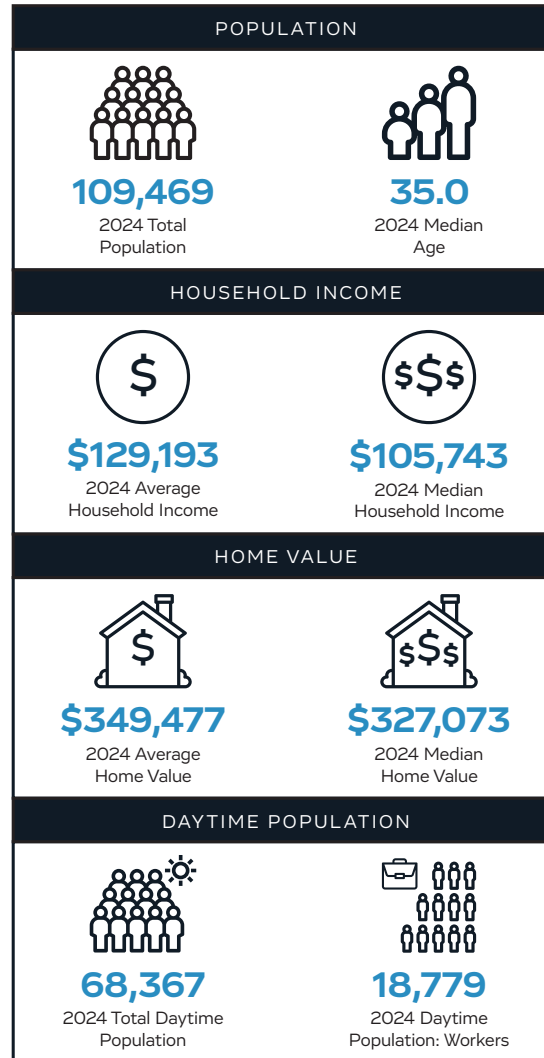 POPULATION
109,469
2024 Total
Population
35.0
2024 Median
Age
HOUSEHOLD INCOME
$
$129,193
2024 Average
Household Income
$$$
$105,743
2024 Median
Household Income
HOME VALUE
$
$349,477
2024 Average
Home Value
$$$
$327,073
2024 Median
Home Value
DAYTIME POPULATION
68,367
2024 Total Daytime
Population
18,779
2024 Daytime
Population: Workers